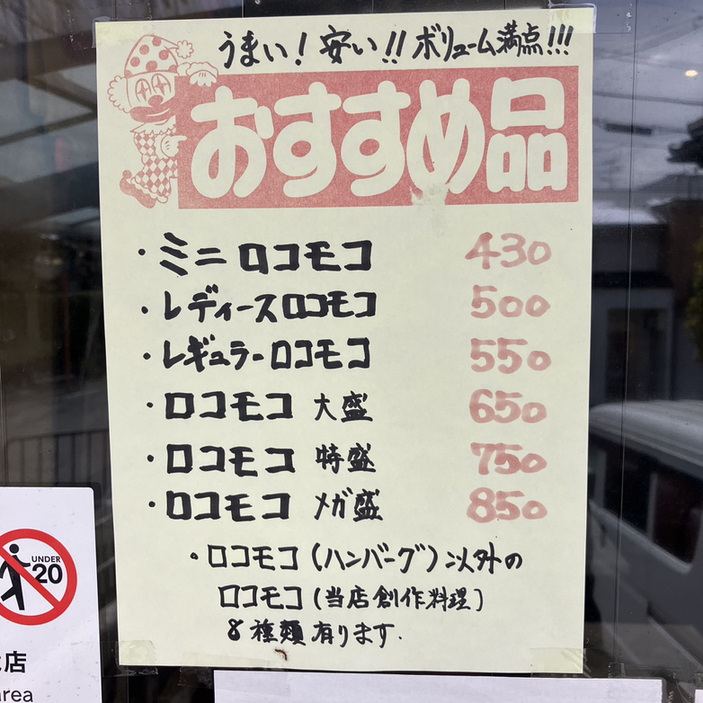 うまい! 安い!! ボリューム満点!!!
おすすめ品
・ミニ ロコモコ 430
・レディースロコモコ 500
・レギュラーロコモコ 550
・ロコモコ 大盛 650
・ロコモコ 特盛 750
・ロコモコ メガ盛 850
・ロコモコ(ハンバーグ)以外の
ロコモコ(当店創作料理)
8種類有ります.
UNDER
20
店
area